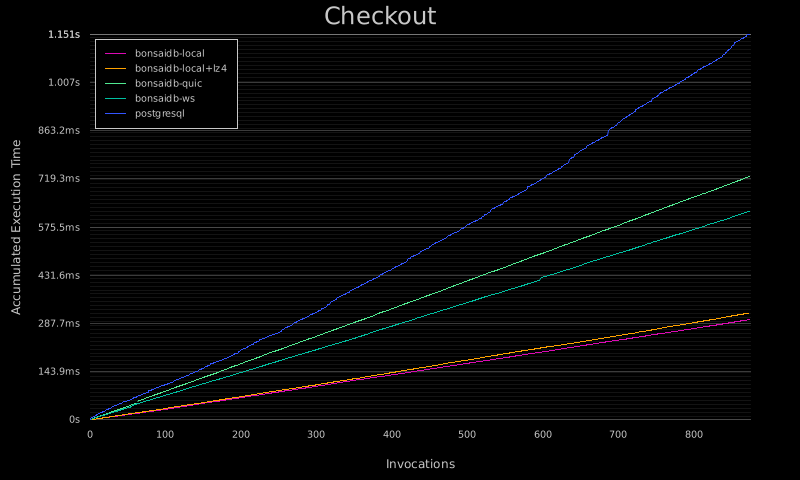 Checkout
1.151s
1.007s
863.2ms
719.3ms
575.5ms
431.6ms
287.7ms
143.9ms
0s
Accumulated Execution Time
bonsaidb-local
bonsaidb-local+lz4
bonsaidb-quic
bonsaidb-ws
postgresql
0 100 200 300 400 500 600 700 800
Invocations